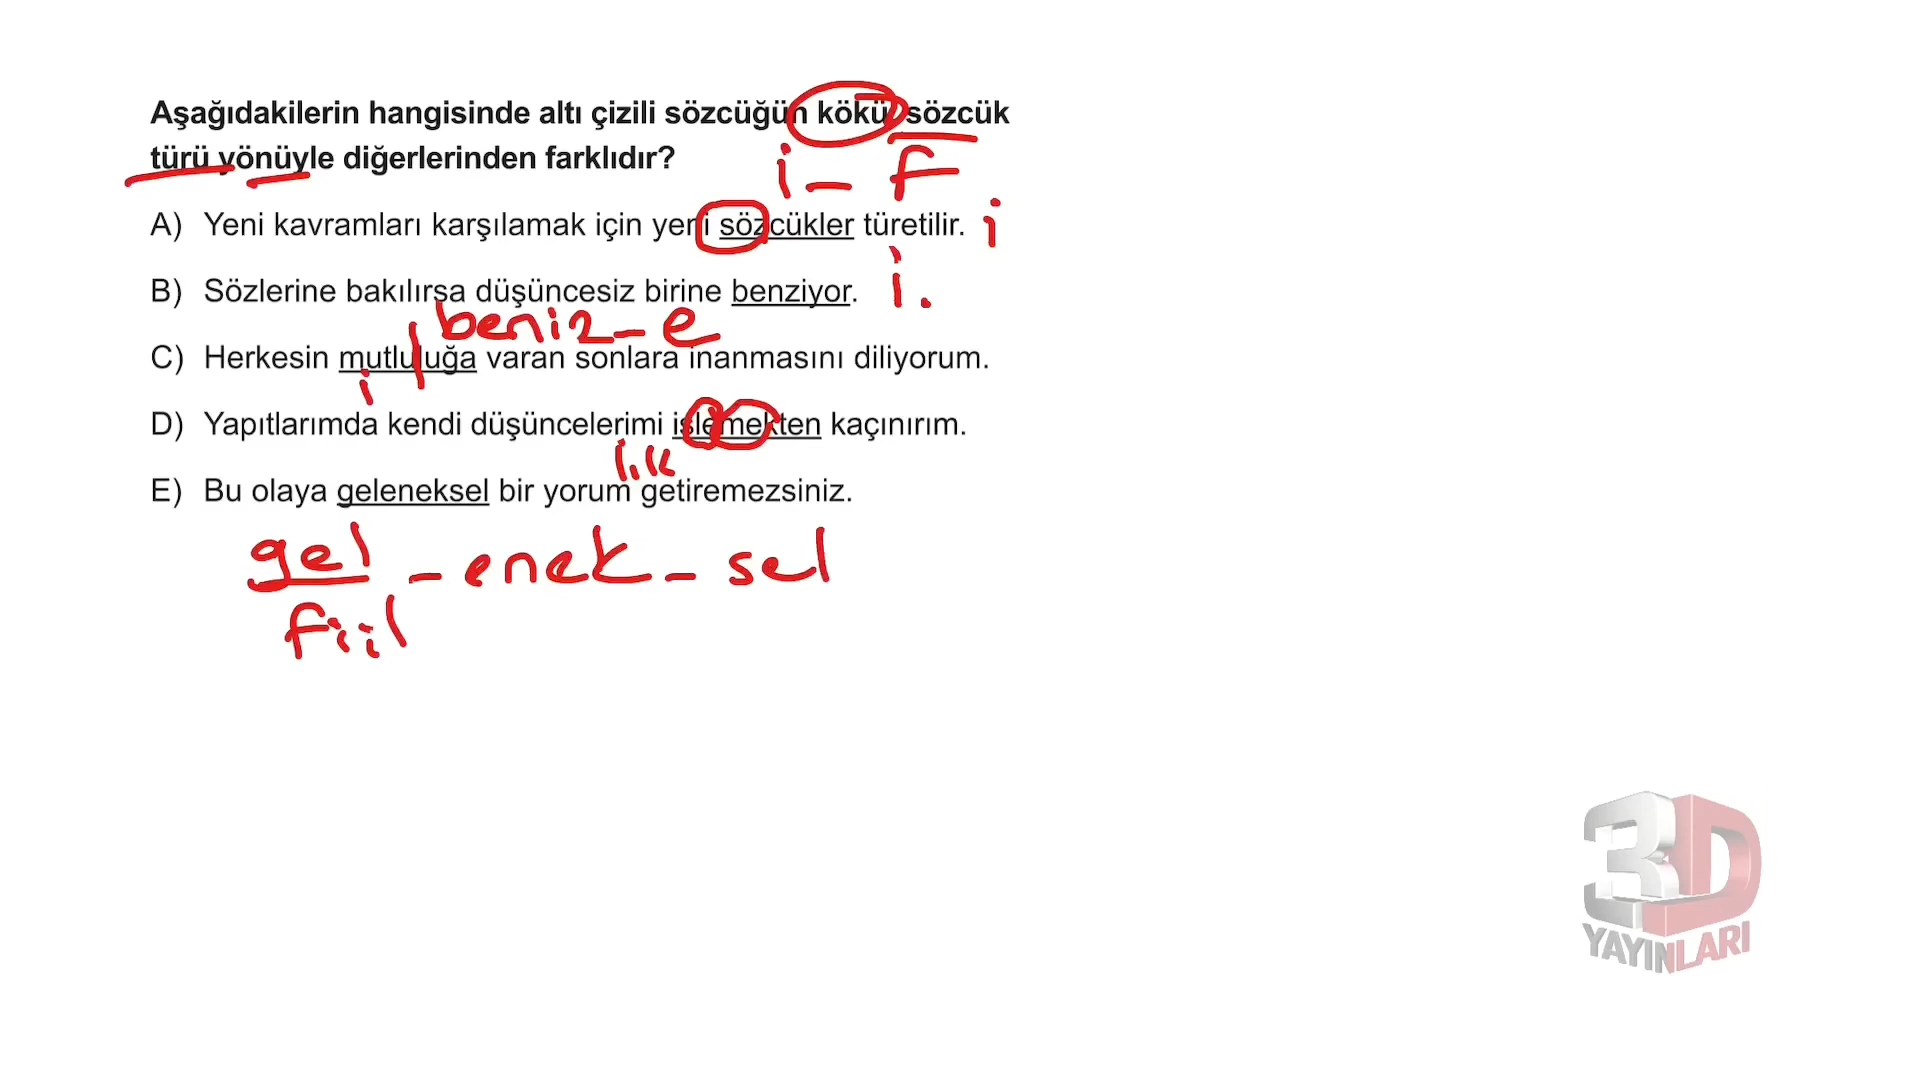 Aşağıdakilerin hangisinde altı çizili sözcüğün kökü, sözcük
türü yönüyle diğerlerinden farklıdır?
i – f
A) Yeni kavramları karşılamak için yeni sözcükler türetilir. i
B) Sözlerine bakılırsa düşüncesiz birine benziyor. i.
beniz – e
C) Herkesin mutluluğa varan sonlara inanmasını diliyorum.
i
D) Yapıtlarımda kendi düşüncelerimi işlemekten kaçınırım.
E) Bu olaya geleneksel bir yorum getiremezsiniz.
gel – enek – sel
fiil
3D
YAYINLARI